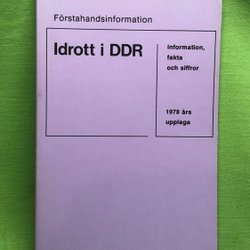 Förstahandsinformation
Idrott i DDR
information,
fakta
och siffror
1978 års
upplaga